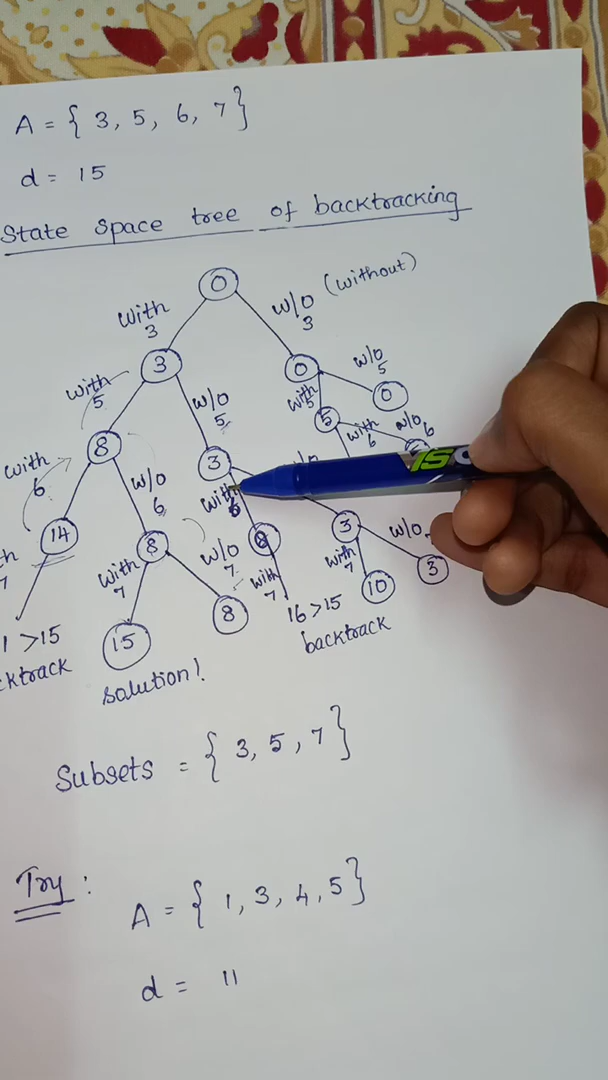 A = { 3, 5, 6, 7 }
d = 15
State space tree of backtracking
0
with 3
w/o 3
(without)
3
0
with 5
w/o 5
with 5
w/o 5
8
3
5
0
with 6
w/o 6
with 6
with 6
w/o 6
14
8
3
with 7
w/o 7
with 7
with 7
w/o
15
8
10
3
>15
16 >15
backtrack
solution!
Subsets = { 3, 5, 7 }
Try :
A = { 1, 3, 4, 5 }
d = 11